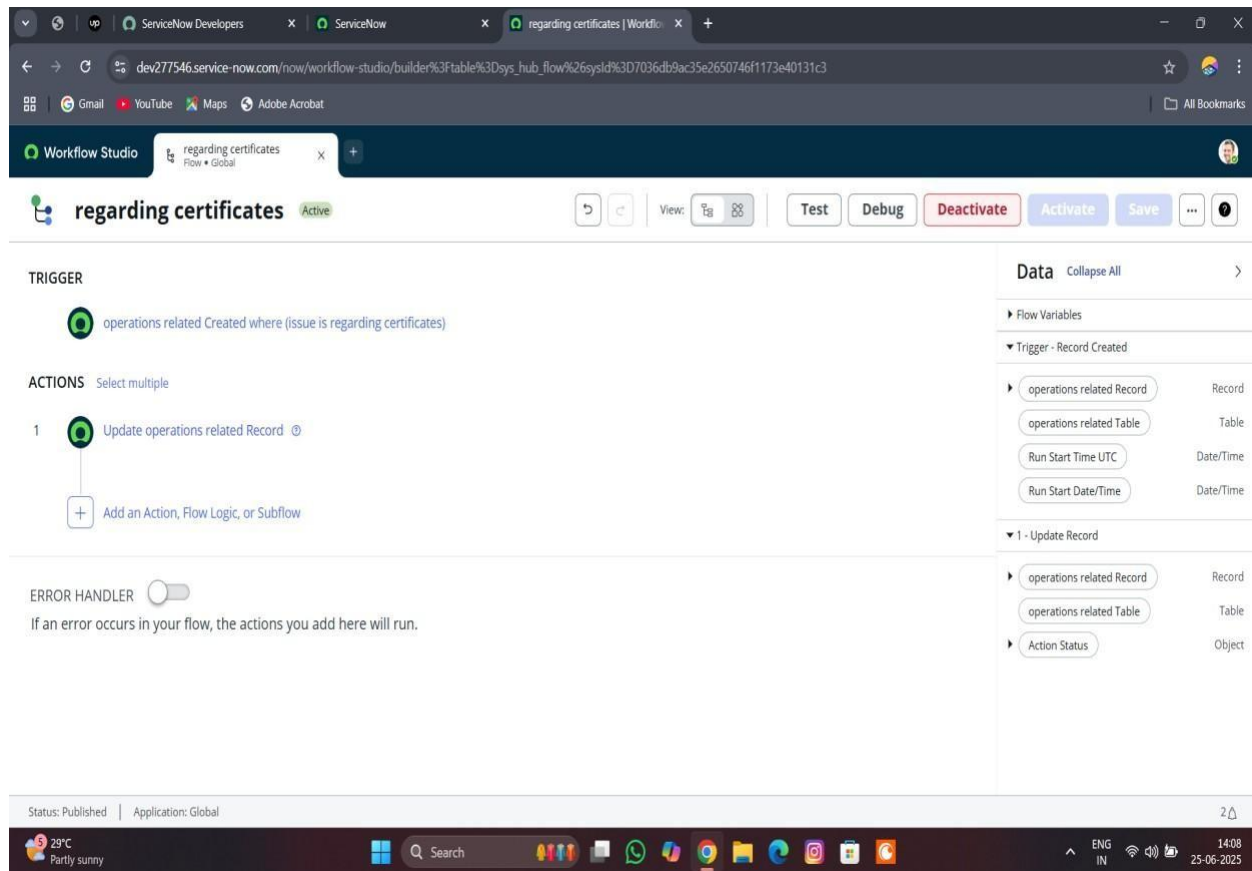 up
ServiceNow Developers
ServiceNow
regarding certificates | Workflo
dev277546.service-now.com/now/workflow-studio/builder%3Ftable%3Dsys_hub_flow%26sysId%3D7036db9ac35e2650746f1173e40131c3
Gmail YouTube Maps Adobe Acrobat All Bookmarks
Workflow Studio
regarding certificates
Flow • Global
regarding certificates Active View: Test Debug Deactivate Activate Save ...
TRIGGER
operations related Created where (issue is regarding certificates)
ACTIONS Select multiple
1 Update operations related Record
+ Add an Action, Flow Logic, or Subflow
ERROR HANDLER
If an error occurs in your flow, the actions you add here will run.
Data Collapse All
Flow Variables
Trigger - Record Created
operations related Record Record
operations related Table Table
Run Start Time UTC Date/Time
Run Start Date/Time Date/Time
1 - Update Record
operations related Record Record
operations related Table Table
Action Status Object
Status: Published | Application: Global 2
5 29°C
Partly sunny
Search
ENG
IN
14:08
25-06-2025